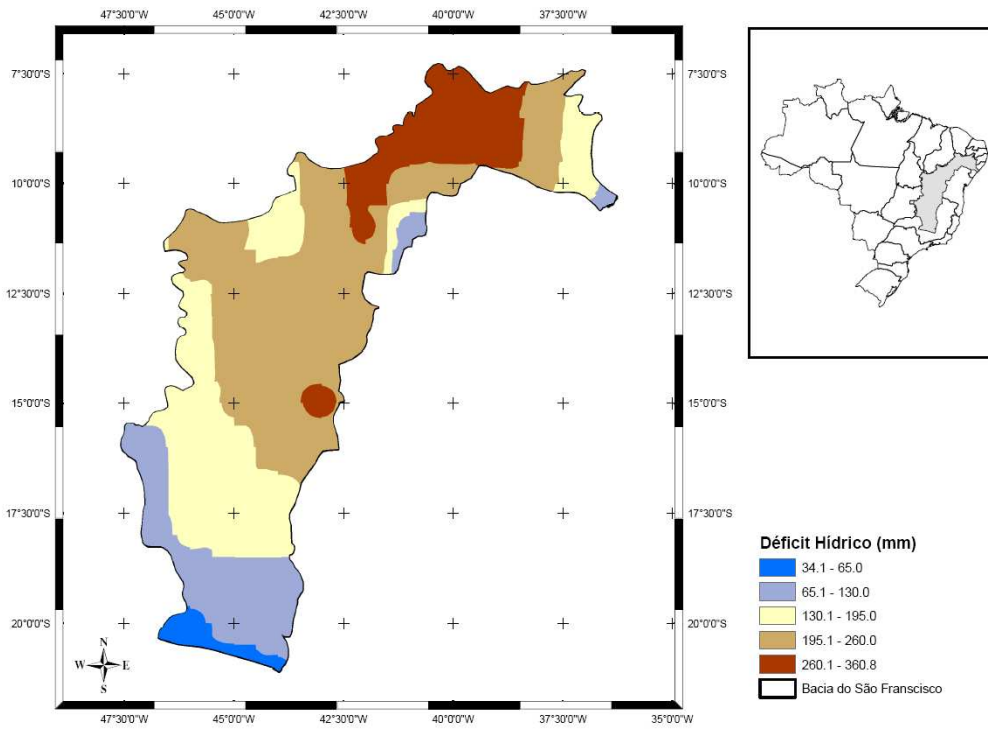 47°30'0"W 45°0'0"W 42°30'0"W 40°0'0"W 37°30'0"W
7°30'0"S 7°30'0"S
10°0'0"S 10°0'0"S
12°30'0"S 12°30'0"S
15°0'0"S 15°0'0"S
17°30'0"S 17°30'0"S
20°0'0"S 20°0'0"S
N
W E
S
47°30'0"W 45°0'0"W 42°30'0"W 40°0'0"W 37°30'0"W 35°0'0"W
Déficit Hídrico (mm)
34.1 - 65.0
65.1 - 130.0
130.1 - 195.0
195.1 - 260.0
260.1 - 360.8
Bacia do São Franscisco